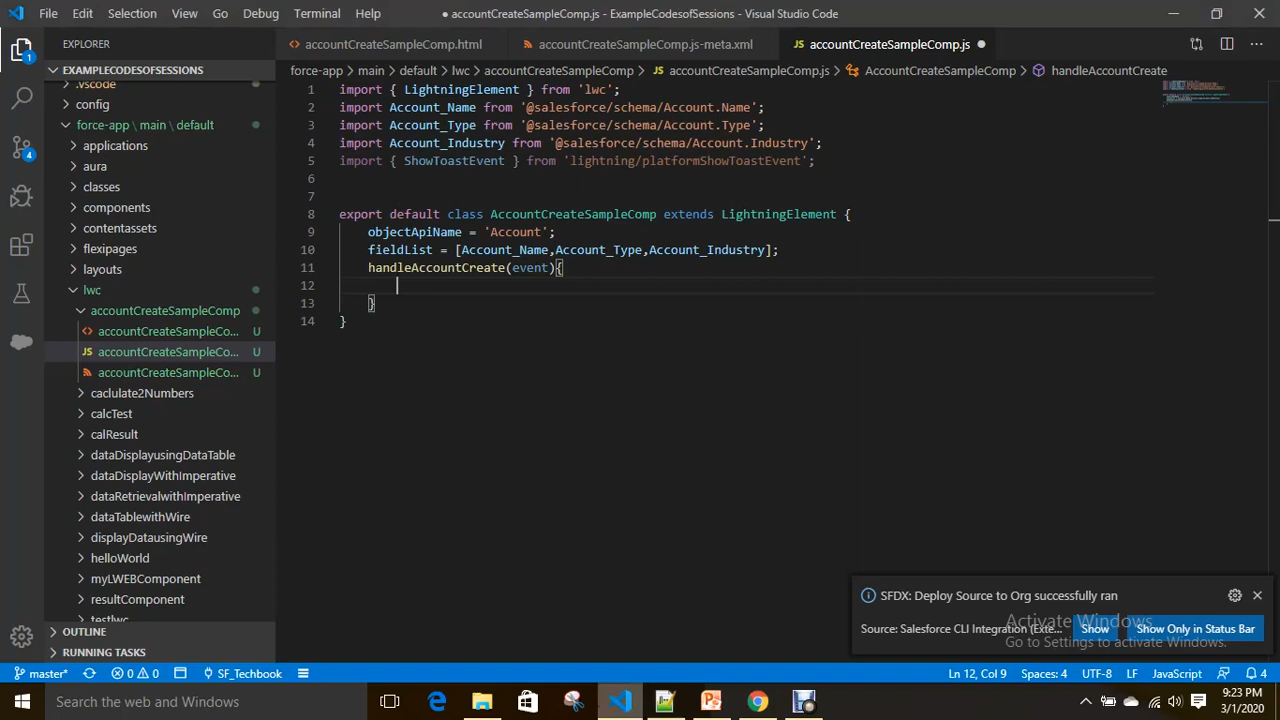 File Edit Selection View Go Debug Terminal Help
● accountCreateSampleComp.js - ExampleCodesofSessions - Visual Studio Code
EXPLORER
accountCreateSampleComp.html
accountCreateSampleComp.js-meta.xml
JS accountCreateSampleComp.js ●
EXAMPLECODESOFSESSIONS
force-app > main > default > lwc > accountCreateSampleComp > JS accountCreateSampleComp.js > AccountCreateSampleComp > handleAccountCreate
.vscode
config
force-app \ main \ default
applications
aura
classes
components
contentassets
flexipages
layouts
lwc
accountCreateSampleComp
accountCreateSampleCo... U
JS accountCreateSampleCo... U
accountCreateSampleCo... U
caclulate2Numbers
calcTest
calResult
dataDisplayusingDataTable
dataDisplayWithImperative
dataRetrievalwithImperative
dataTablewithWire
displayDatausingWire
helloWorld
myLWEBComponent
resultComponent
testlwc
OUTLINE
RUNNING TASKS
1 import { LightningElement } from 'lwc';
2 import Account_Name from '@salesforce/schema/Account.Name';
3 import Account_Type from '@salesforce/schema/Account.Type';
4 import Account_Industry from '@salesforce/schema/Account.Industry';
5 import { ShowToastEvent } from 'lightning/platformShowToastEvent';
6
7
8 export default class AccountCreateSampleComp extends LightningElement {
9 objectApiName = 'Account';
10 fieldList = [Account_Name,Account_Type,Account_Industry];
11 handleAccountCreate(event){
12
13 }
14 }
SFDX: Deploy Source to Org successfully ran
Source: Salesforce CLI Integration (Exte... Show Show Only in Status Bar
Activate Windows
Go to Settings to activate Windows.
1
4
master* 0 0 SF_Techbook
Ln 12, Col 9 Spaces: 4 UTF-8 LF JavaScript 4
Search the web and Windows
9:23 PM
3/1/2020